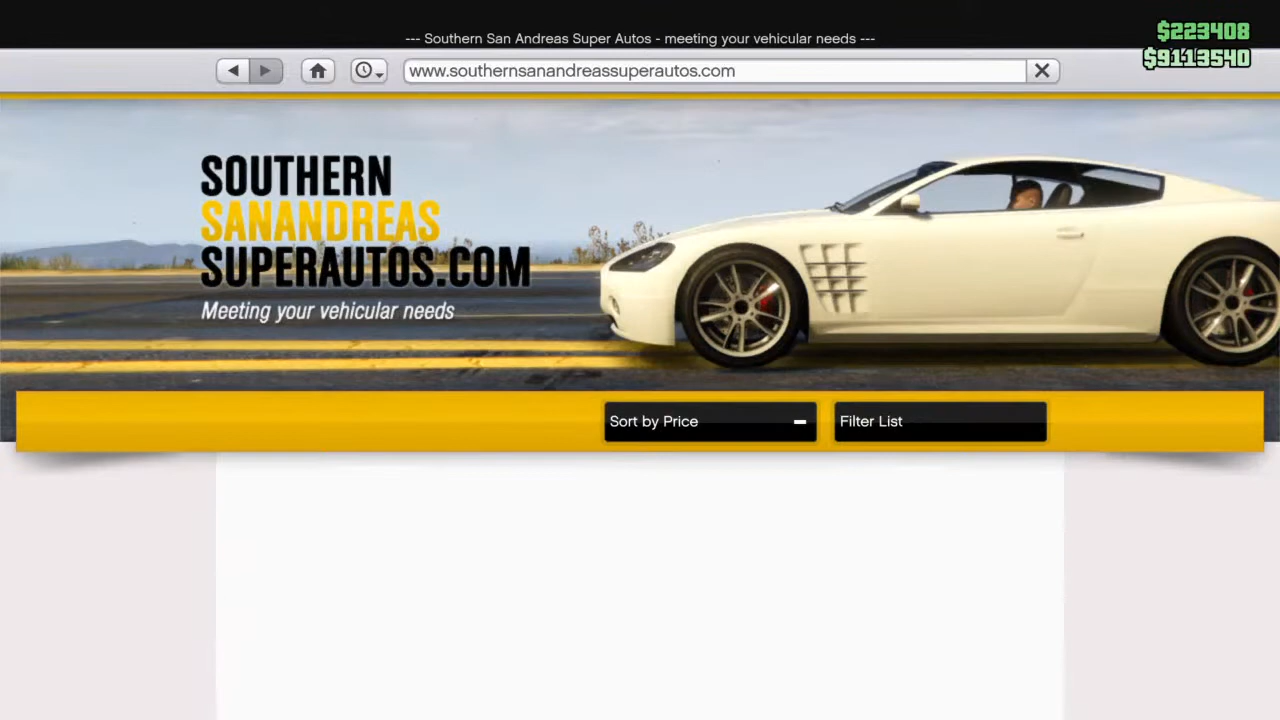 --- Southern San Andreas Super Autos - meeting your vehicular needs ---
$223408
$9113540
www.southernsanandreassuperautos.com
SOUTHERN
SANANDREAS
SUPERAUTOS.COM
Meeting your vehicular needs
Sort by Price
Filter List